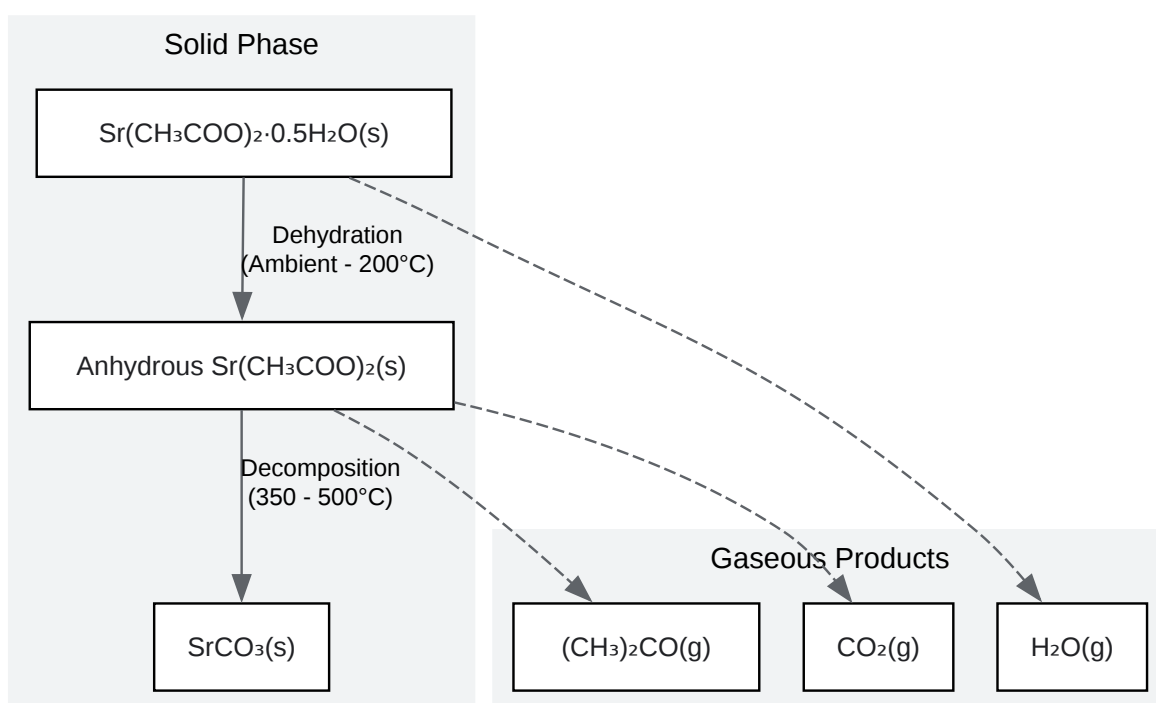 Solid Phase
Sr(CH₃COO)₂·0.5H₂O(s)
Dehydration
(Ambient - 200°C)
Anhydrous Sr(CH₃COO)₂(s)
Decomposition
(350 - 500°C)
Gaseous Products
SrCO₃(s)
(CH₃)₂CO(g)
CO₂(g)
H₂O(g)